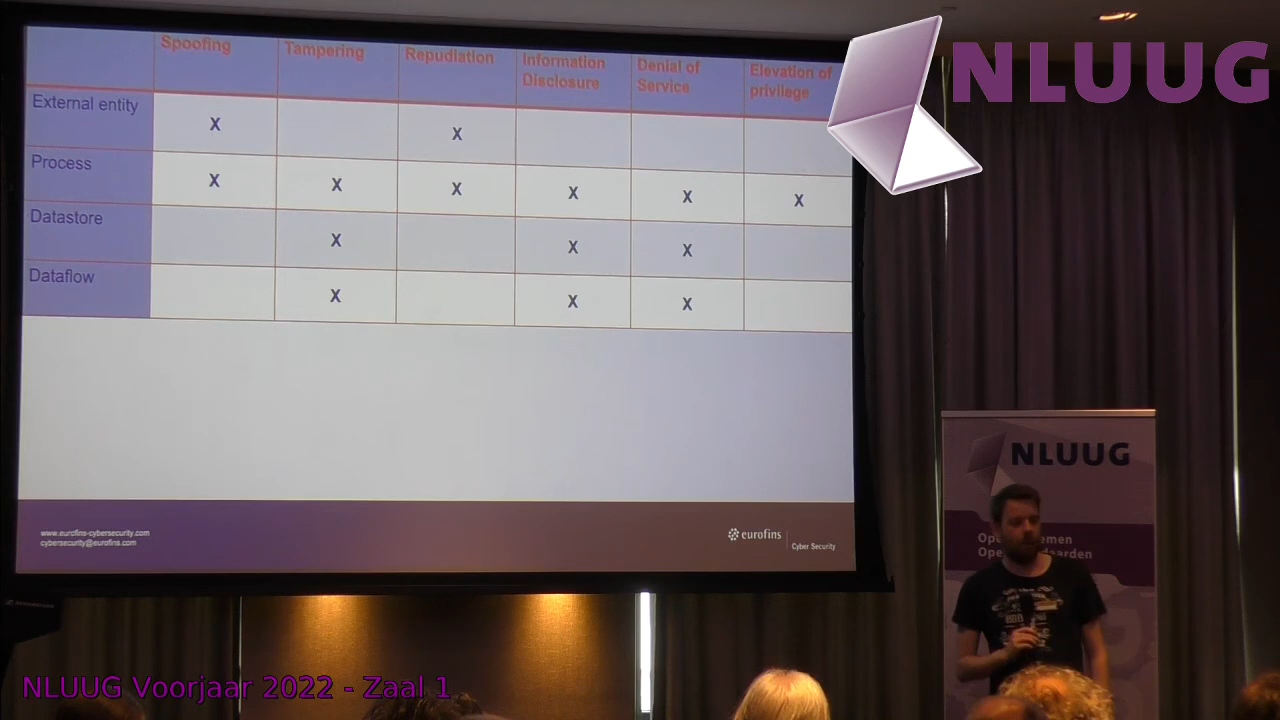 Spoofing Tampering Repudiation Information Disclosure Denial of Service Elevation of privilege
External entity X X
Process X X X X X X
Datastore X X X
Dataflow X X X
www.eurofins-cybersecurity.com
cybersecurity@eurofins.com
eurofins
Cyber Security
NLUUG
NLUUG
NLUUG Voorjaar 2022 - Zaal 1